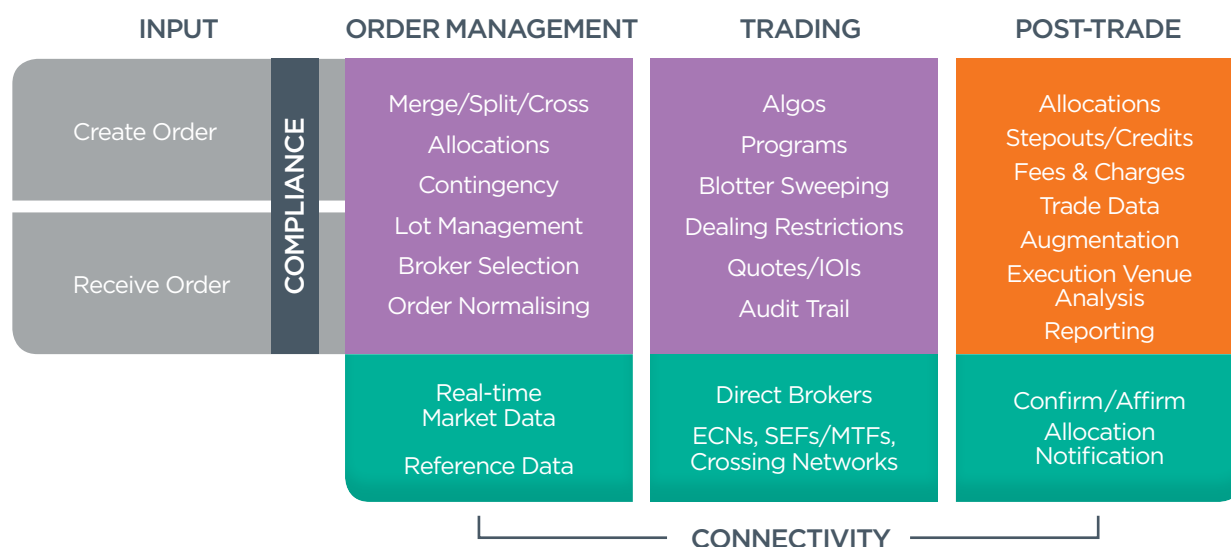 INPUT
ORDER MANAGEMENT
TRADING
POST-TRADE
Create Order
Receive Order
COMPLIANCE
Merge/Split/Cross
Allocations
Contingency
Lot Management
Broker Selection
Order Normalising
Real-time
Market Data
Reference Data
Algos
Programs
Blotter Sweeping
Dealing Restrictions
Quotes/IOIs
Audit Trail
Direct Brokers
ECNs, SEFs/MTFs,
Crossing Networks
Allocations
Stepouts/Credits
Fees & Charges
Trade Data
Augmentation
Execution Venue
Analysis
Reporting
Confirm/Affirm
Allocation
Notification
CONNECTIVITY